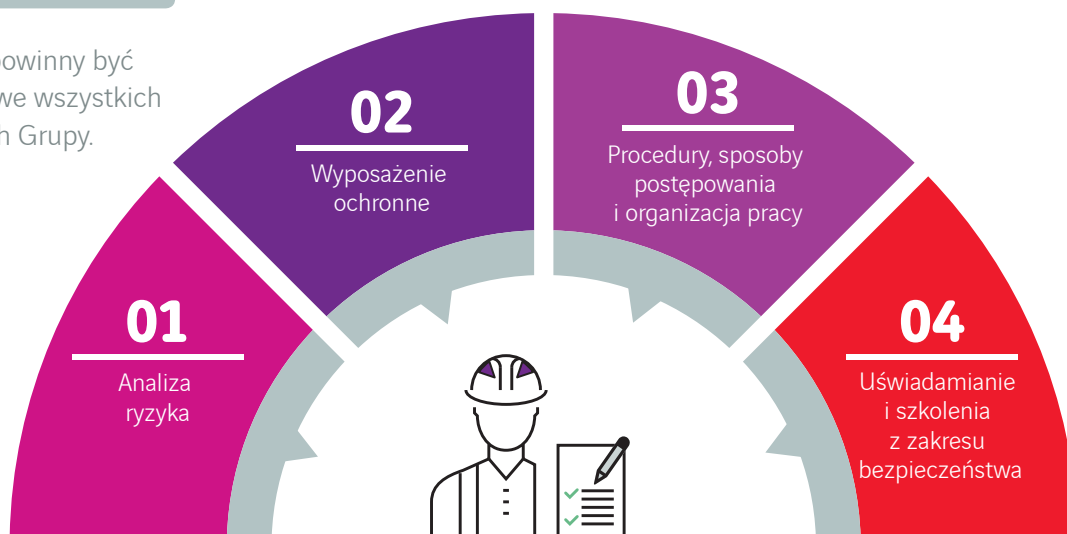 powinny być
we wszystkich
Grupy.
01
Analiza
ryzyka
02
Wyposażenie
ochronne
03
Procedury, sposoby
postępowania
i organizacja pracy
04
Uświadamianie
i szkolenia
z zakresu
bezpieczeństwa